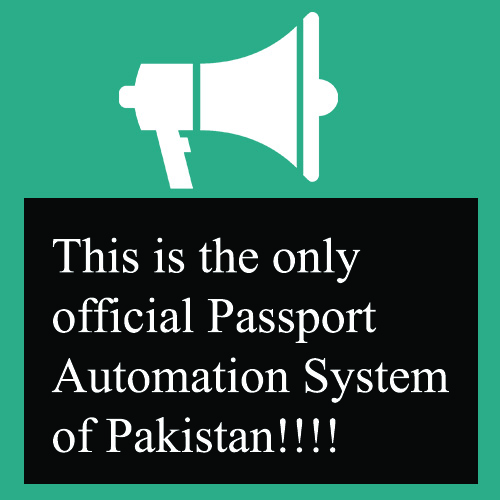 This is the only
official Passport
Automation System
of Pakistan!!!!